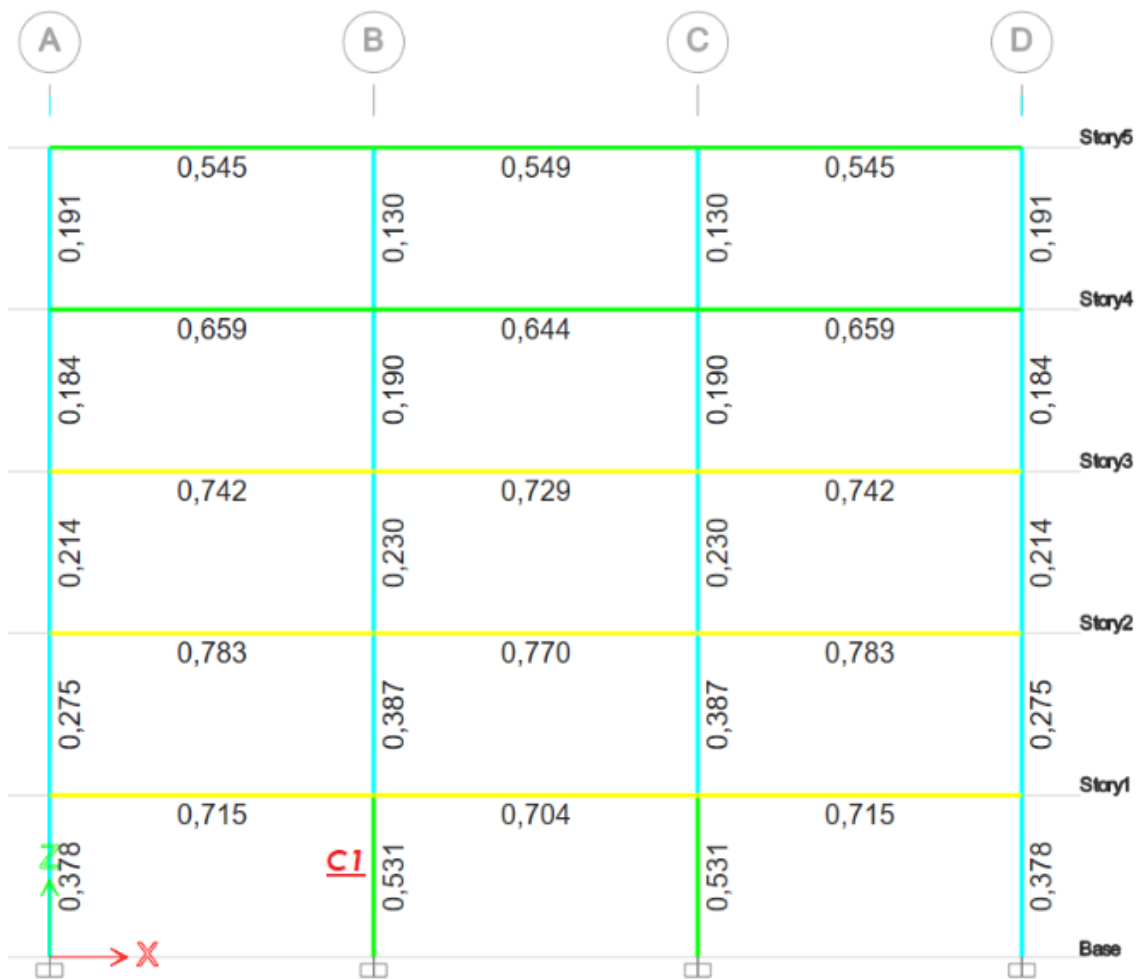 A B C D
Story5
0,545 0,549 0,545
0,191 0,130 0,130 0,191
Story4
0,659 0,644 0,659
0,184 0,190 0,190 0,184
Story3
0,742 0,729 0,742
0,214 0,230 0,230 0,214
Story2
0,783 0,770 0,783
0,275 0,387 0,387 0,275
Story1
0,715 0,704 0,715
Z 0,378 C1 0,531 0,531 0,378
X
Base